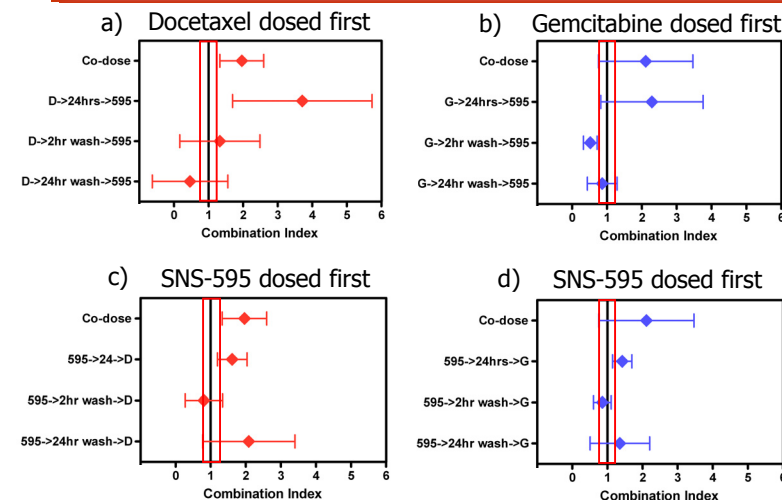 a) Docetaxel dosed first
Co-dose
D->24hrs->595
D->2hr wash->595
D->24hr wash->595
0 1 2 3 4 5 6
Combination Index
b) Gemcitabine dosed first
Co-dose
G->24hrs->595
G->2hr wash->595
G->24hr wash->595
0 1 2 3 4 5 6
Combination Index
c) SNS-595 dosed first
Co-dose
595->24->D
595->2hr wash->D
595->24hr wash->D
0 1 2 3 4 5 6
Combination Index
d) SNS-595 dosed first
Co-dose
595->24hrs->G
595->2hr wash->G
595->24hr wash->G
0 1 2 3 4 5 6
Combination Index